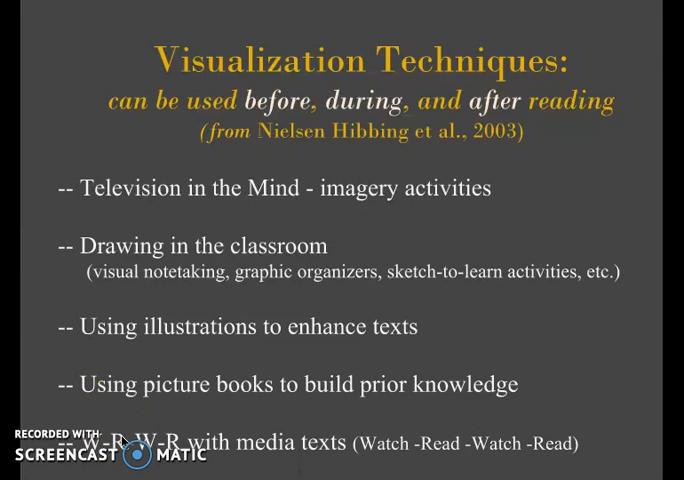 Visualization Techniques:
can be used before, during, and after reading
(from Nielsen Hibbing et al., 2003)
-- Television in the Mind - imagery activities
-- Drawing in the classroom
(visual notetaking, graphic organizers, sketch-to-learn activities, etc.)
-- Using illustrations to enhance texts
-- Using picture books to build prior knowledge
-- W-R-W-R with media texts (Watch -Read -Watch -Read)
RECORDED WITH
SCREENCAST MATIC